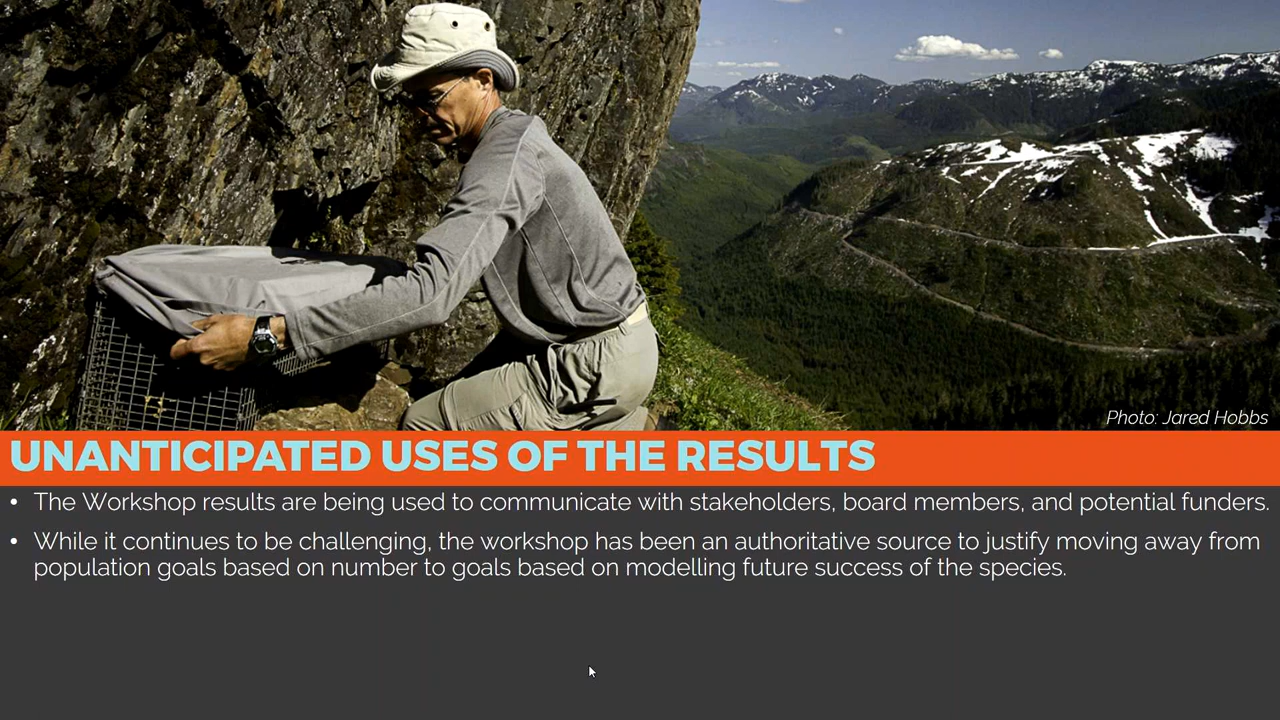 Photo: Jared Hobbs
UNANTICIPATED USES OF THE RESULTS
• The Workshop results are being used to communicate with stakeholders, board members, and potential funders.
• While it continues to be challenging, the workshop has been an authoritative source to justify moving away from
population goals based on number to goals based on modelling future success of the species.